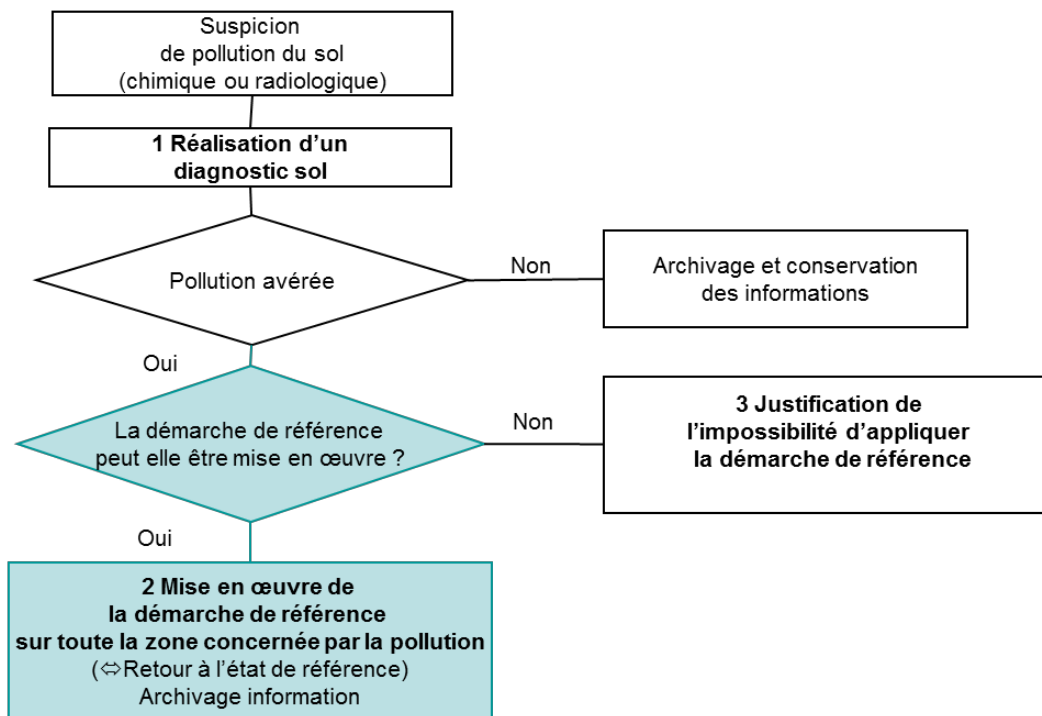 Suspicion
de pollution du sol
(chimique ou radiologique)
1 Réalisation d’un
diagnostic sol
Pollution avérée
Non
Archivage et conservation
des informations
Oui
La démarche de référence
peut elle être mise en œuvre ?
Non
3 Justification de
l’impossibilité d’appliquer
la démarche de référence
Oui
2 Mise en œuvre de
la démarche de référence
sur toute la zone concernée par la pollution
(⇔Retour à l’état de référence)
Archivage information